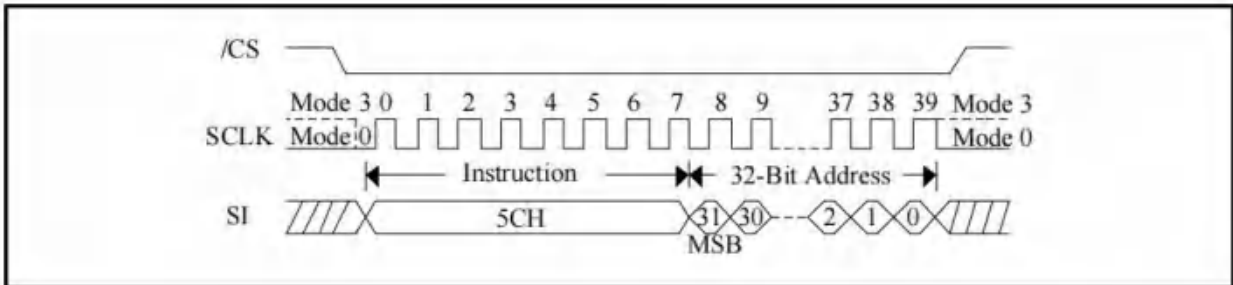 /CS
Mode 3 0 1 2 3 4 5 6 7 8 9 37 38 39 Mode 3
SCLK Mode 0 Mode 0
Instruction 32-Bit Address
SI 5CH 31 30 2 1 0
MSB